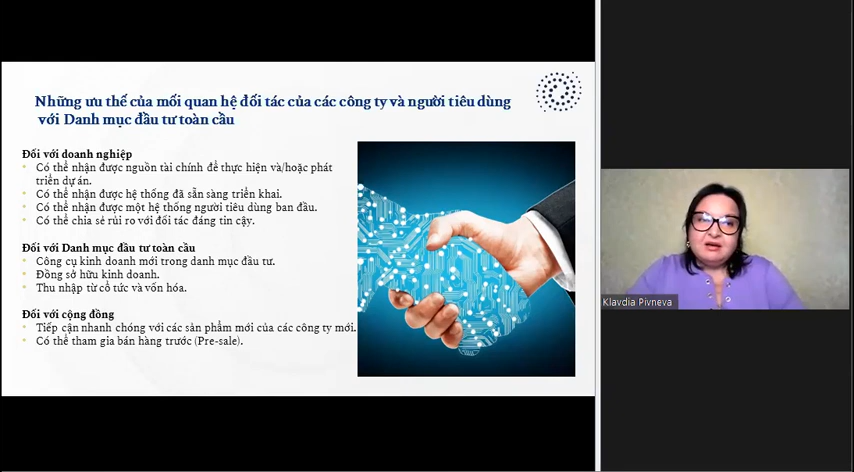 Những ưu thế của mối quan hệ đối tác của các công ty và người tiêu dùng
với Danh mục đầu tư toàn cầu
Đối với doanh nghiệp
• Có thể nhận được nguồn tài chính để thực hiện và/hoặc phát
triển dự án.
• Có thể nhận được hệ thống đã sẵn sàng triển khai.
• Có thể nhận được một hệ thống người tiêu dùng ban đầu.
• Có thể chia sẻ rủi ro với đối tác đáng tin cậy.
Đối với Danh mục đầu tư toàn cầu
• Công cụ kinh doanh mới trong danh mục đầu tư.
• Đồng sở hữu kinh doanh.
• Thu nhập từ cổ tức và vốn hóa.
Đối với cộng đồng
• Tiếp cận nhanh chóng với các sản phẩm mới của các công ty mới.
• Có thể tham gia bán hàng trước (Pre-sale).
Klavdia Pivneva